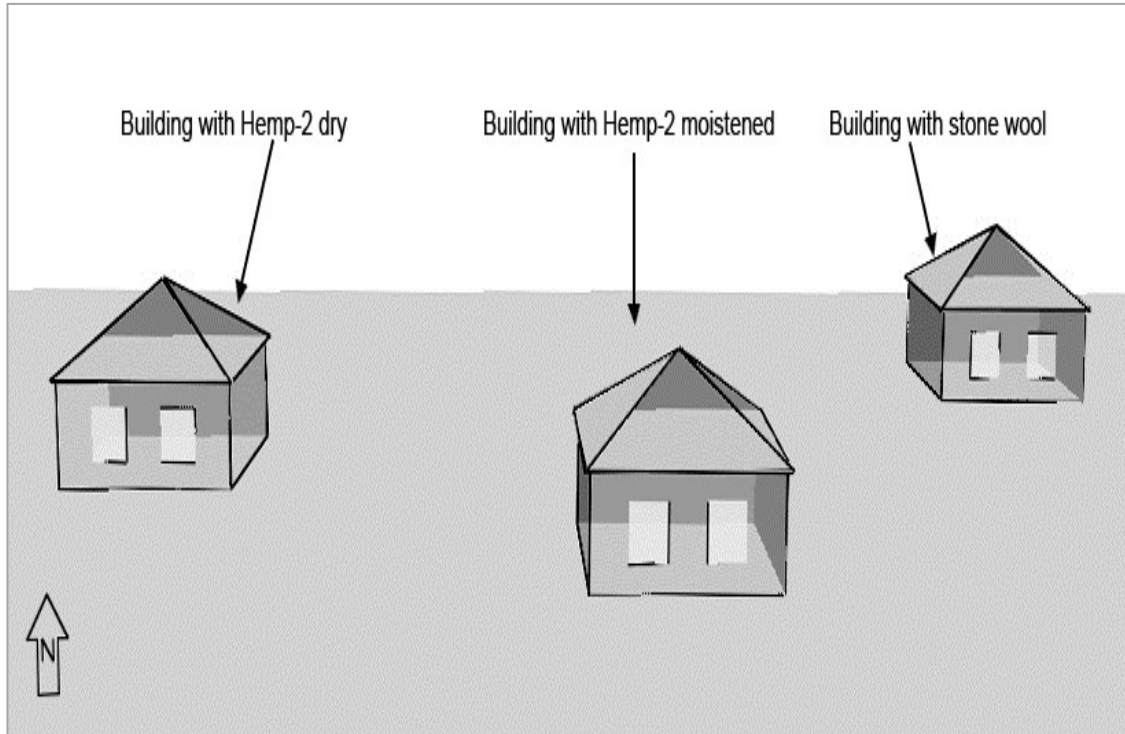 Building with Hemp-2 dry
Building with Hemp-2 moistened
Building with stone wool
N